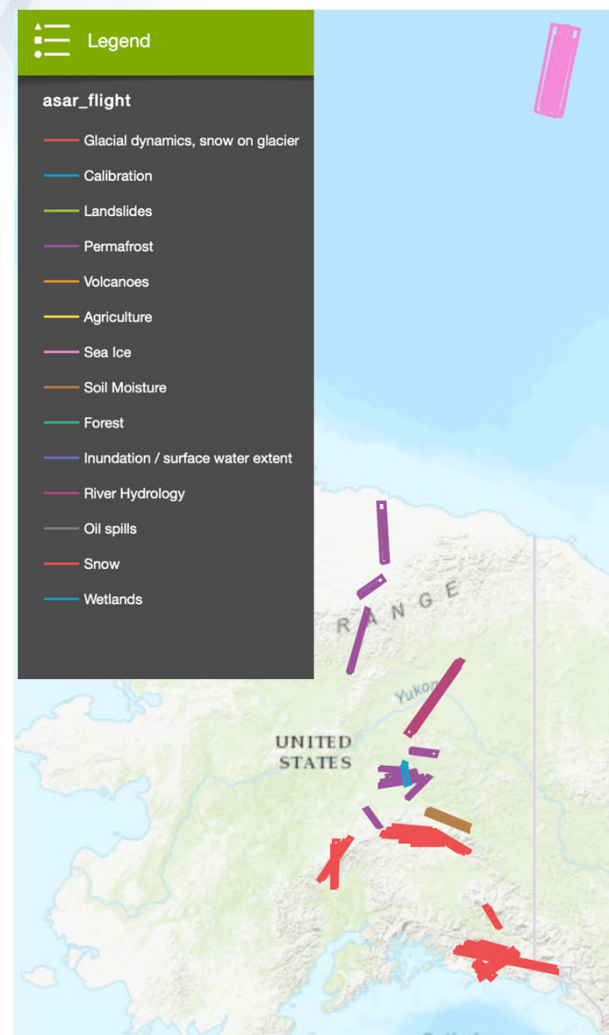 Legend
asar_flight
Glacial dynamics, snow on glacier
Calibration
Landslides
Permafrost
Volcanoes
Agriculture
Sea Ice
Soil Moisture
Forest
Inundation / surface water extent
River Hydrology
Oil spills
Snow
Wetlands
RANGE
Yukon
UNITED
STATES